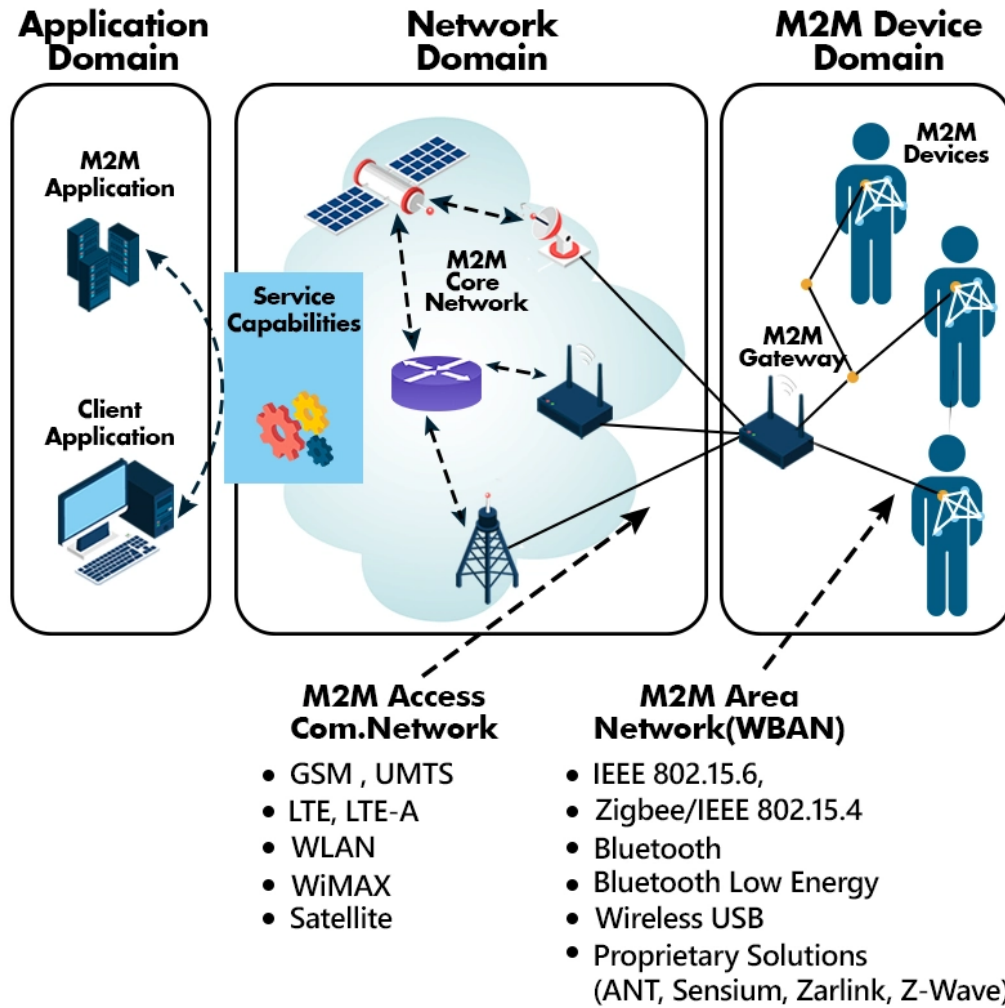 Application
Domain
Network
Domain
M2M Device
Domain
M2M
Application
Client
Application
Service
Capabilities
M2M
Core
Network
M2M
Gateway
M2M
Devices
M2M Access
Com.Network
• GSM , UMTS
• LTE, LTE-A
• WLAN
• WiMAX
• Satellite
M2M Area
Network(WBAN)
• IEEE 802.15.6,
• Zigbee/IEEE 802.15.4
• Bluetooth
• Bluetooth Low Energy
• Wireless USB
• Proprietary Solutions
(ANT, Sensium, Zarlink, Z-Wave)